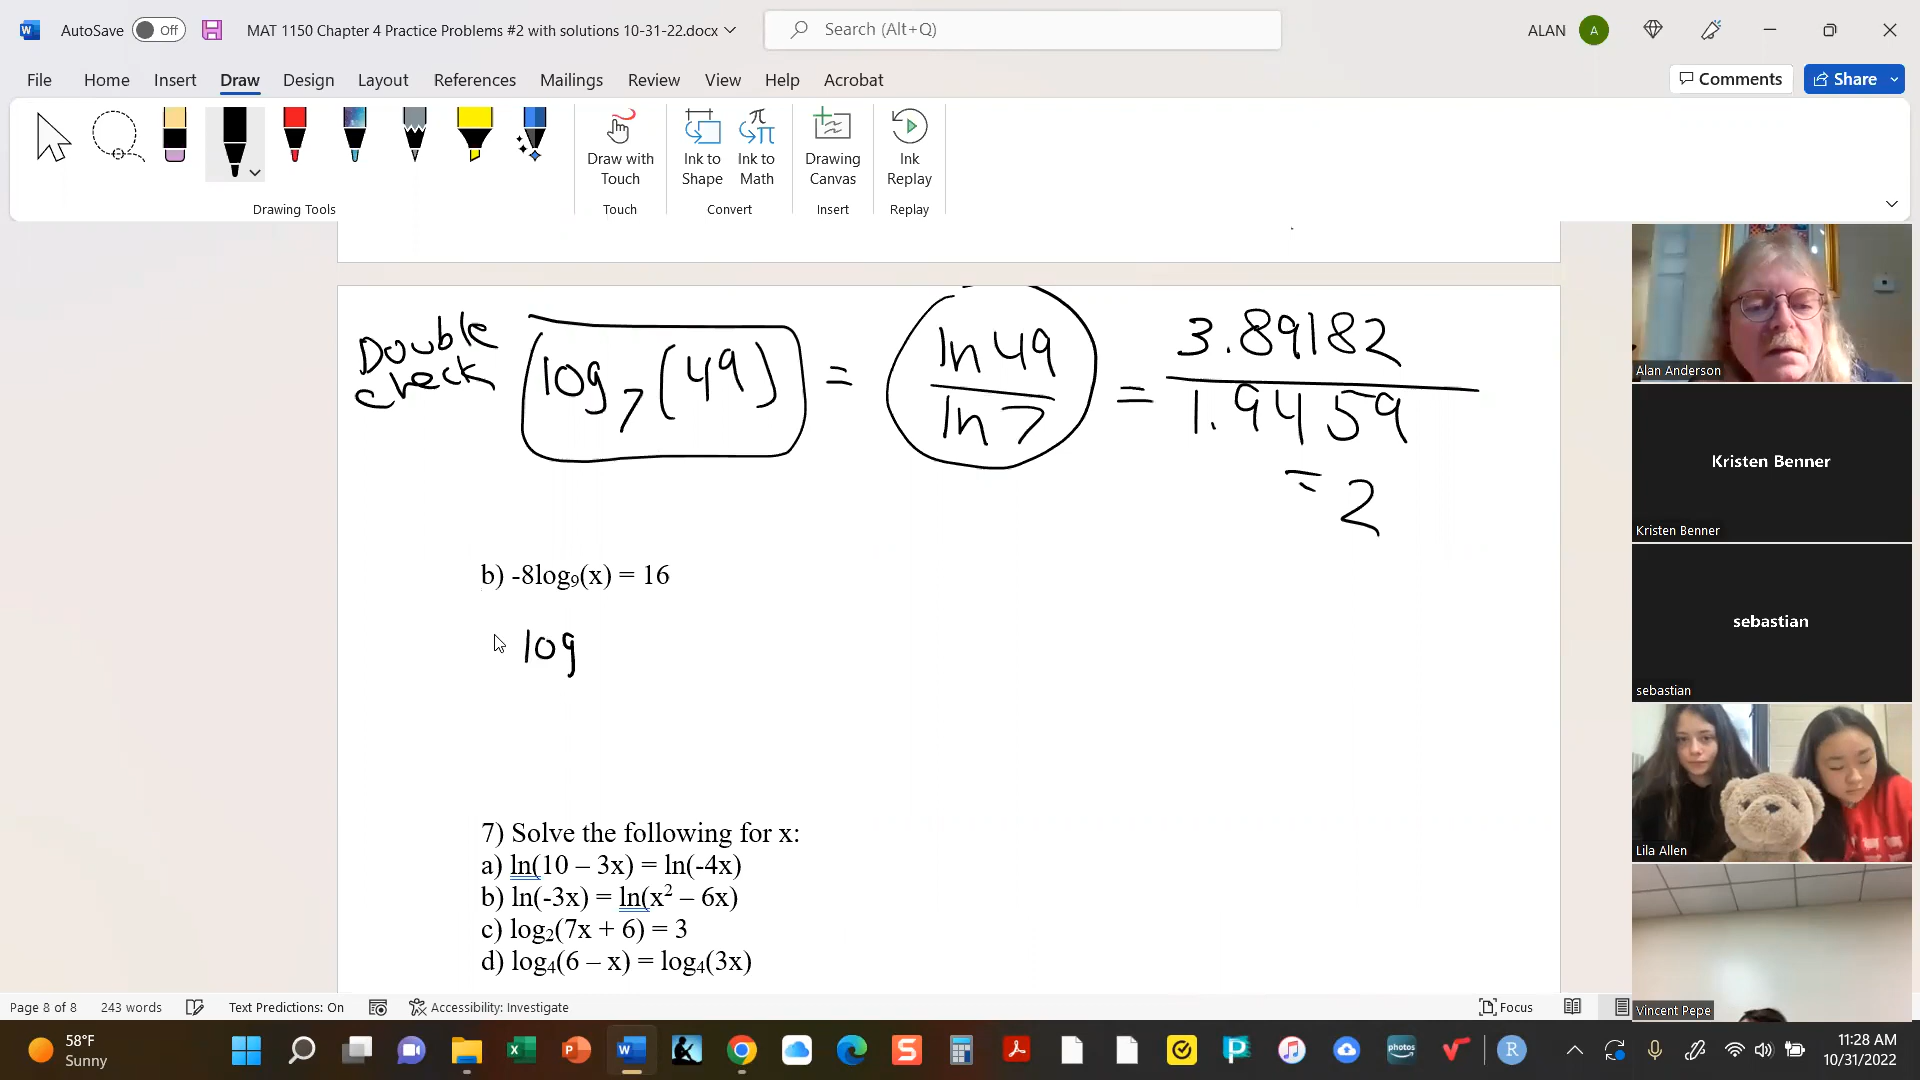 AutoSave Off MAT 1150 Chapter 4 Practice Problems #2 with solutions 10-31-22.docx Search (Alt+Q) ALAN A
File Home Insert Draw Design Layout References Mailings Review View Help Acrobat Comments Share
Draw with Touch
Ink to Shape
Ink to Math
Drawing Canvas
Ink Replay
Drawing Tools Touch Convert Insert Replay
Double check log₇(49) = ln 49 / ln 7 = 3.89182 / 1.9459
= 2
b) -8log₉(x) = 16
log
7) Solve the following for x:
a) ln(10 – 3x) = ln(-4x)
b) ln(-3x) = ln(x² – 6x)
c) log₂(7x + 6) = 3
d) log₄(6 – x) = log₄(3x)
Alan Anderson
Kristen Benner
Kristen Benner
sebastian
sebastian
Lila Allen
Vincent Pepe
Page 8 of 8 243 words Text Predictions: On Accessibility: Investigate Focus
58°F
Sunny
photos
11:28 AM
10/31/2022